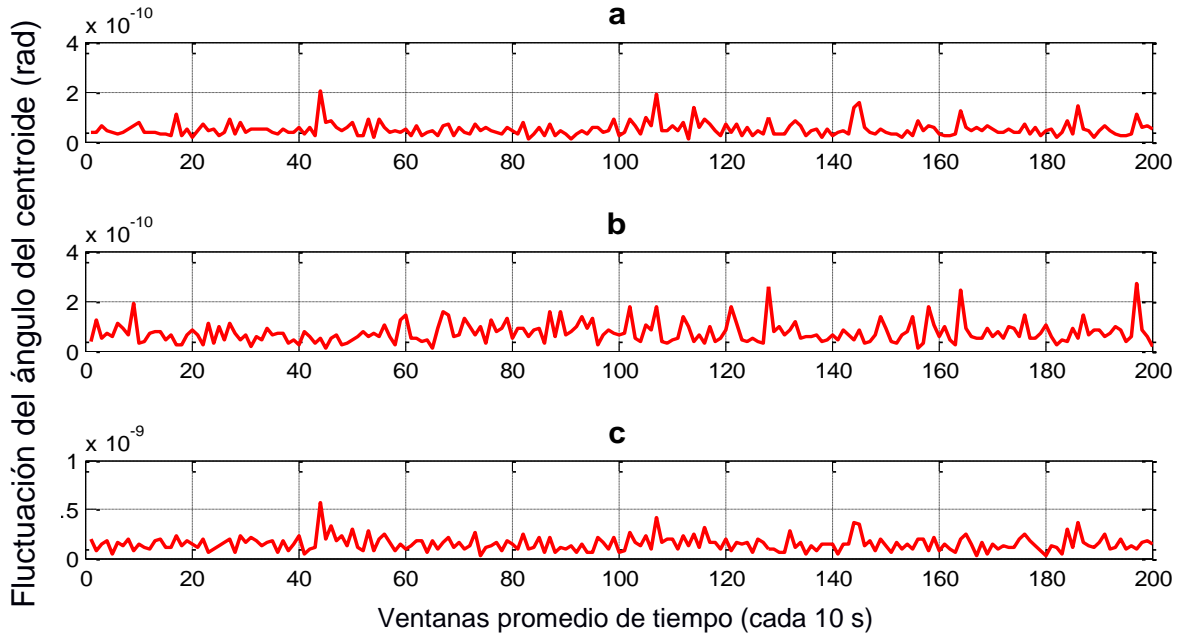 Fluctuación del ángulo del centroide (rad)
a
x 10^-10
4
2
0
0 20 40 60 80 100 120 140 160 180 200
b
x 10^-10
4
2
0
0 20 40 60 80 100 120 140 160 180 200
c
x 10^-9
1
.5
0
0 20 40 60 80 100 120 140 160 180 200
Ventanas promedio de tiempo (cada 10 s)